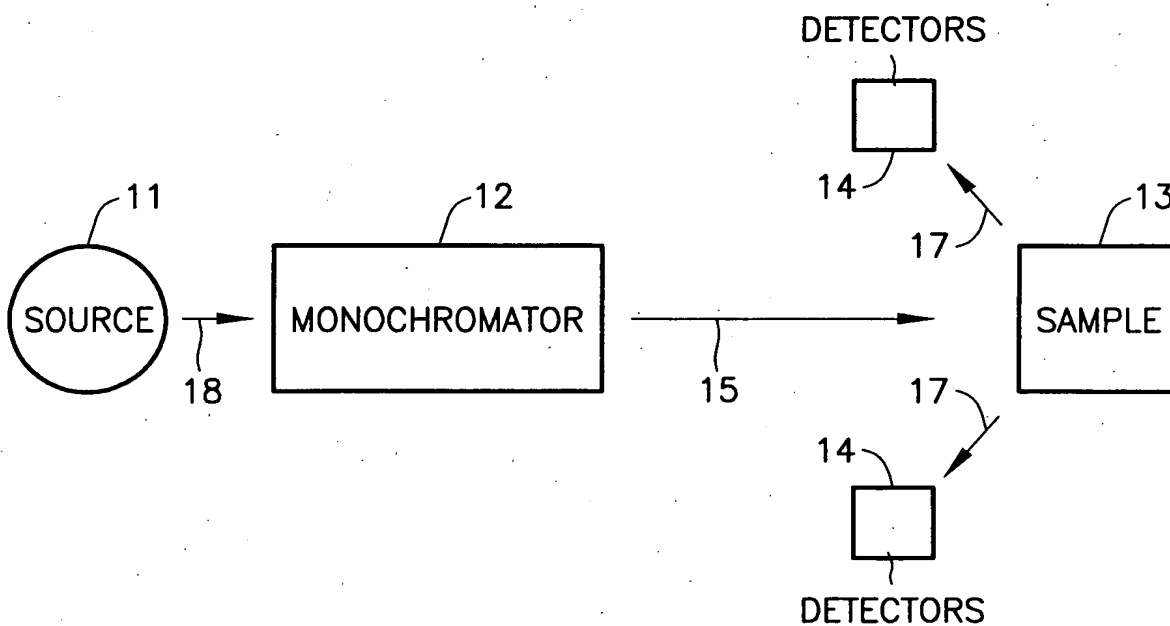 DETECTORS
14
11
12
17
13
SOURCE
MONOCHROMATOR
SAMPLE
18
15
17
14
DETECTORS